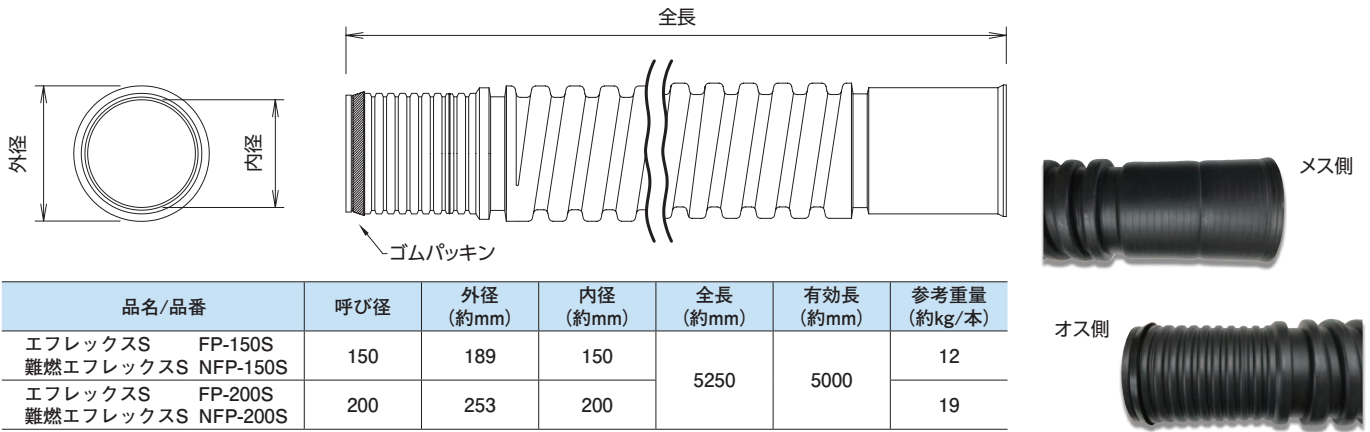 全長
外径
内径
ゴムパッキン
メス側
オス側
品名/品番 呼び径 外径（約mm） 内径（約mm） 全長（約mm） 有効長（約mm） 参考重量（約kg/本）
エフレックスS FP-150S
難燃エフレックスS NFP-150S
150 189 150 5250 5000 12
エフレックスS FP-200S
難燃エフレックスS NFP-200S
200 253 200 19